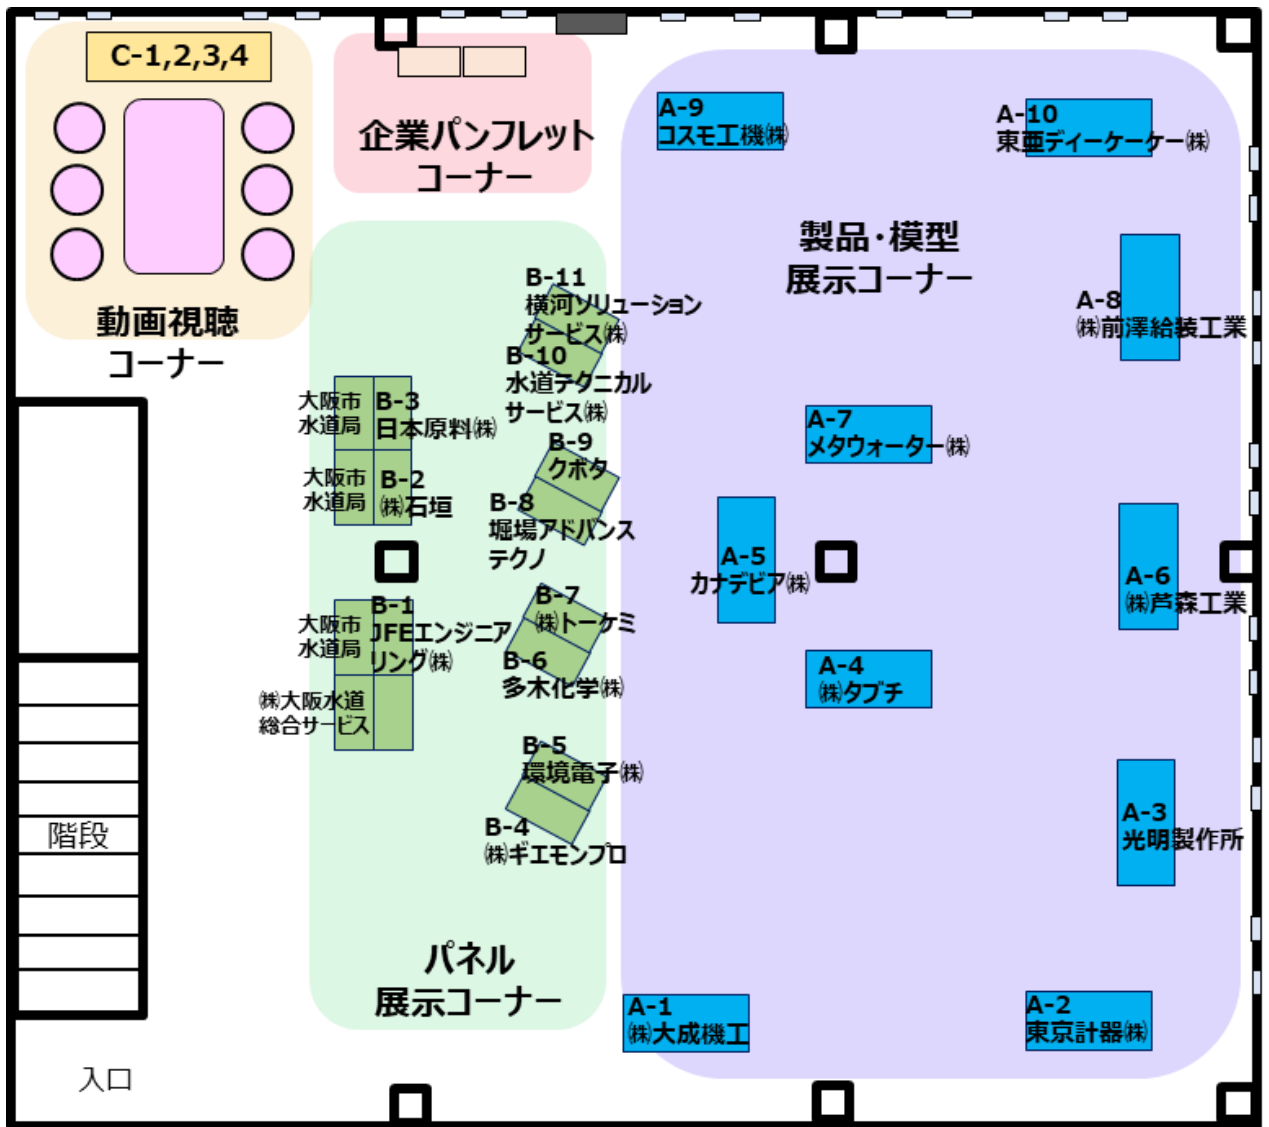 C-1,2,3,4
動画視聴
コーナー
企業パンフレット
コーナー
A-9
コスモ工機㈱
A-10
東亜ディーケーケー㈱
製品・模型
展示コーナー
A-8
㈱前澤給装工業
A-7
メタウォーター㈱
A-5
カナデビア㈱
A-6
㈱芦森工業
A-4
㈱タブチ
A-3
光明製作所
A-1
㈱大成機工
A-2
東京計器㈱
B-11
横河ソリューション
サービス㈱
B-10
水道テクニカル
サービス㈱
B-9
クボタ
B-8
堀場アドバンス
テクノ
B-7
㈱トーケミ
B-6
多木化学㈱
B-5
環境電子㈱
B-4
㈱ギエモンプロ
大阪市
水道局
B-3
日本原料㈱
大阪市
水道局
B-2
㈱石垣
大阪市
水道局
B-1
JFEエンジニア
リング㈱
㈱大阪水道
総合サービス
パネル
展示コーナー
階段
入口